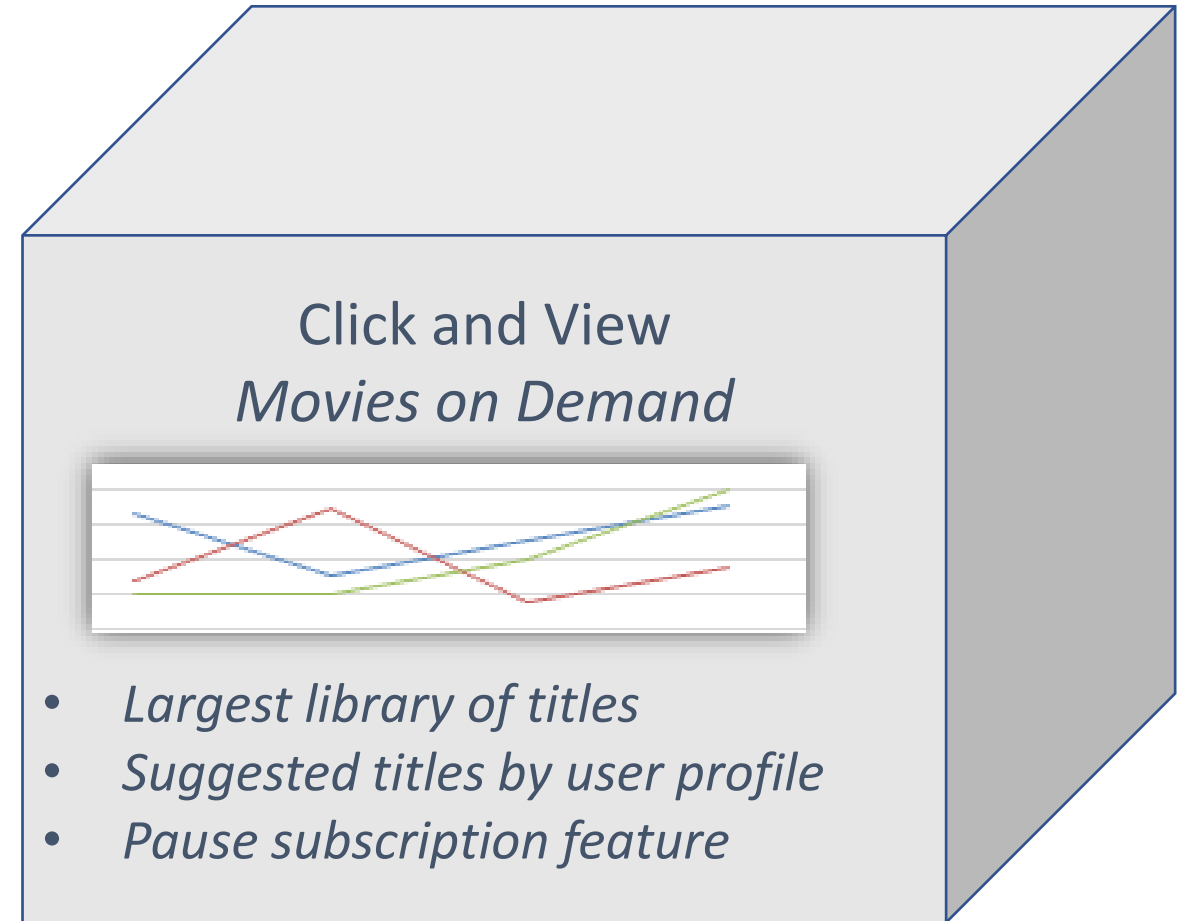 Click and View
Movies on Demand
• Largest library of titles
• Suggested titles by user profile
• Pause subscription feature